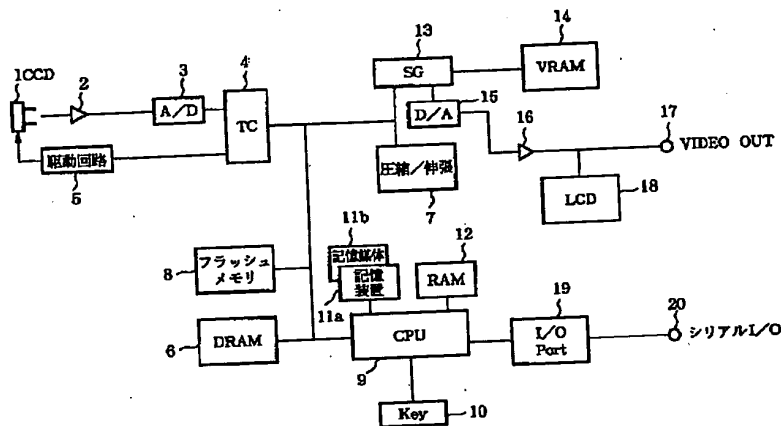 1CCD
2
3
A/D
4
TC
駆動回路
5
13
SG
14
VRAM
D/A
15
16
17
VIDEO OUT
圧縮/伸張
7
LCD
18
8
フラッシュ
メモリ
11b
記憶媒体
記憶
装置
11a
12
RAM
6
DRAM
CPU
9
19
I/O
Port
20
シリアルI/O
Key
10